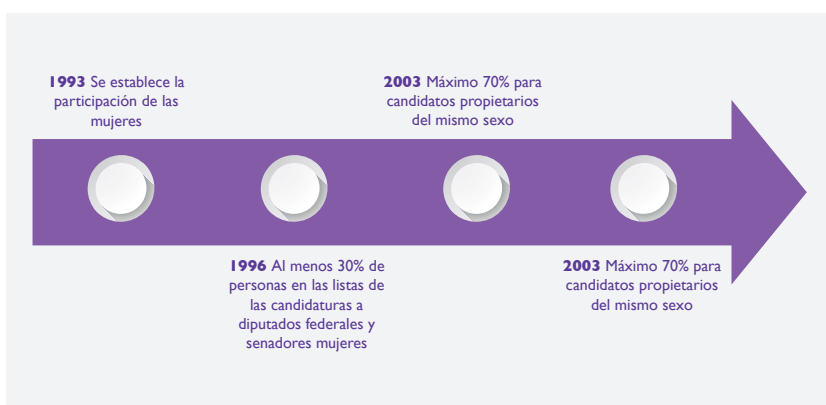 1993 Se establece la
participación de las
mujeres
1996 Al menos 30% de
personas en las listas de
las candidaturas a
diputados federales y
senadores mujeres
2003 Máximo 70% para
candidatos propietarios
del mismo sexo
2003 Máximo 70% para
candidatos propietarios
del mismo sexo